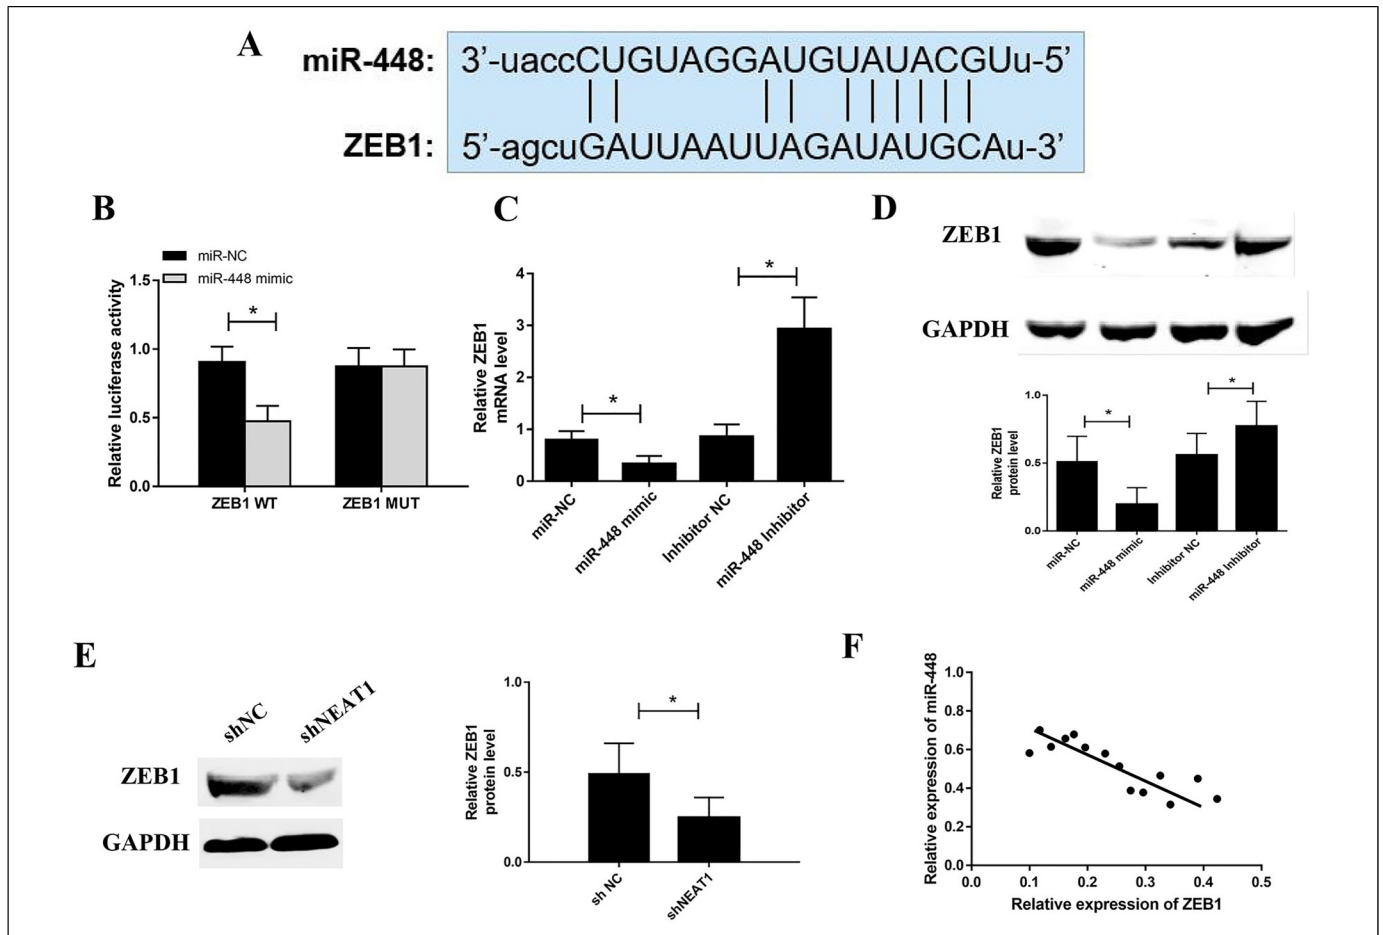 A
miR-448: 3’-uaccCUGUAGGAUGUAUACGUu-5’
ZEB1: 5’-agcuGAUUAAUUAGAUAUGCAu-3’
B
miR-NC
miR-448 mimic
Relative luciferase activity
1.5
1.0
0.5
0.0
*
ZEB1 WT
ZEB1 MUT
C
Relative ZEB1
mRNA level
4
3
2
1
0
*
*
miR-NC
miR-448 mimic
Inhibitor NC
miR-448 Inhibitor
D
ZEB1
GAPDH
Relative ZEB1
protein level
1.0
0.5
0.0
*
*
miR-NC
miR-448 mimic
Inhibitor NC
miR-448 Inhibitor
E
shNC
shNEAT1
ZEB1
GAPDH
Relative ZEB1
protein level
1.0
0.5
0.0
*
sh NC
shNEAT1
F
Relative expression of miR-448
1.0
0.8
0.6
0.4
0.2
0.0
0.0 0.1 0.2 0.3 0.4 0.5
Relative expression of ZEB1